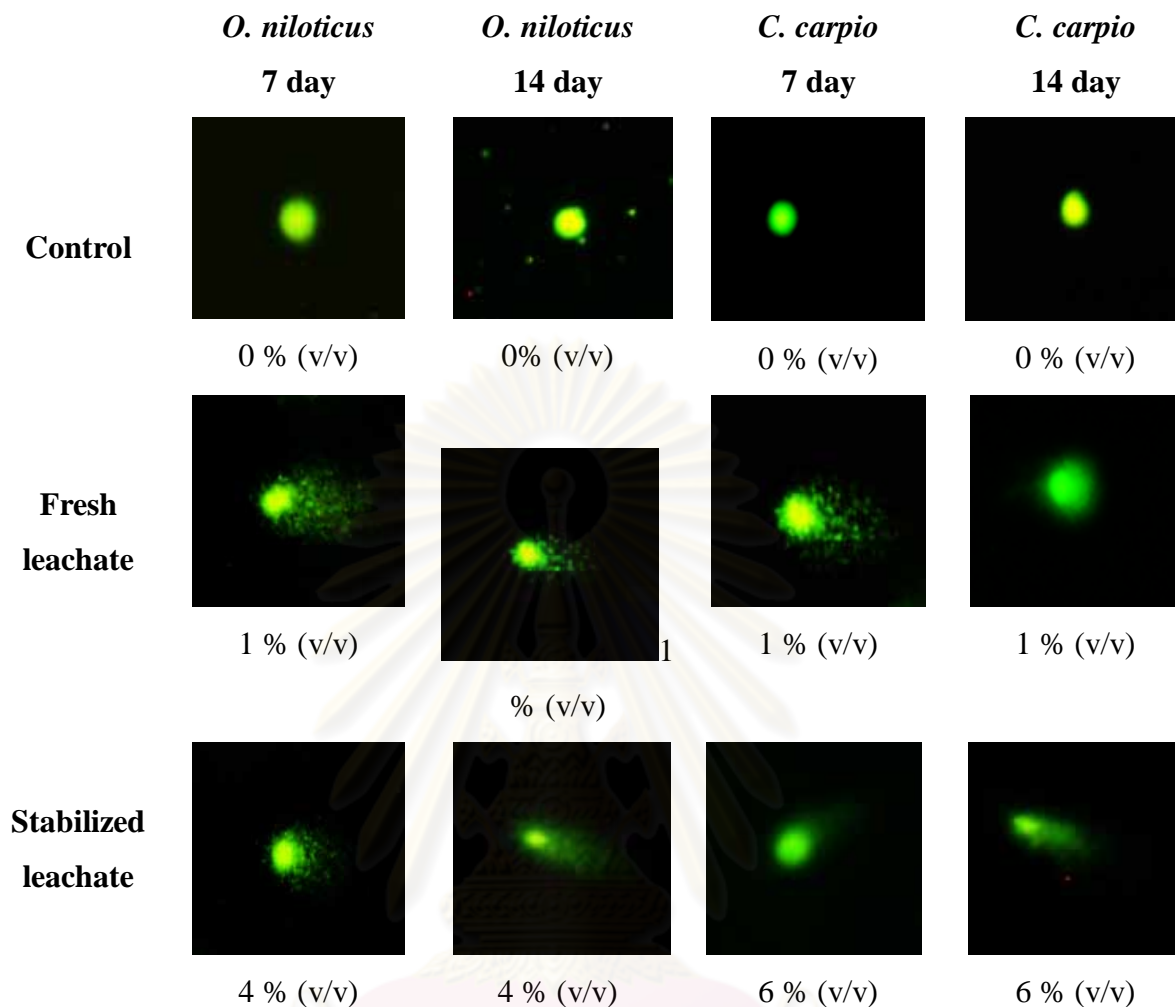 O. niloticus O. niloticus C. carpio C. carpio
7 day 14 day 7 day 14 day
Control
0 % (v/v) 0% (v/v) 0 % (v/v) 0 % (v/v)
Fresh
leachate
1 % (v/v) 1 1 % (v/v) 1 % (v/v)
% (v/v)
Stabilized
leachate
4 % (v/v) 4 % (v/v) 6 % (v/v) 6 % (v/v)